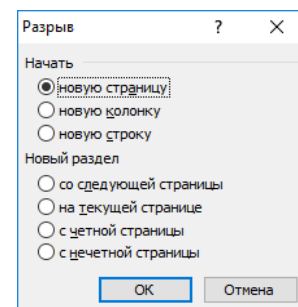 Разрыв ? ×
Начать
новую страницу
новую колонку
новую строку
Новый раздел
со следующей страницы
на текущей странице
с четной страницы
с нечетной страницы
ОК Отмена